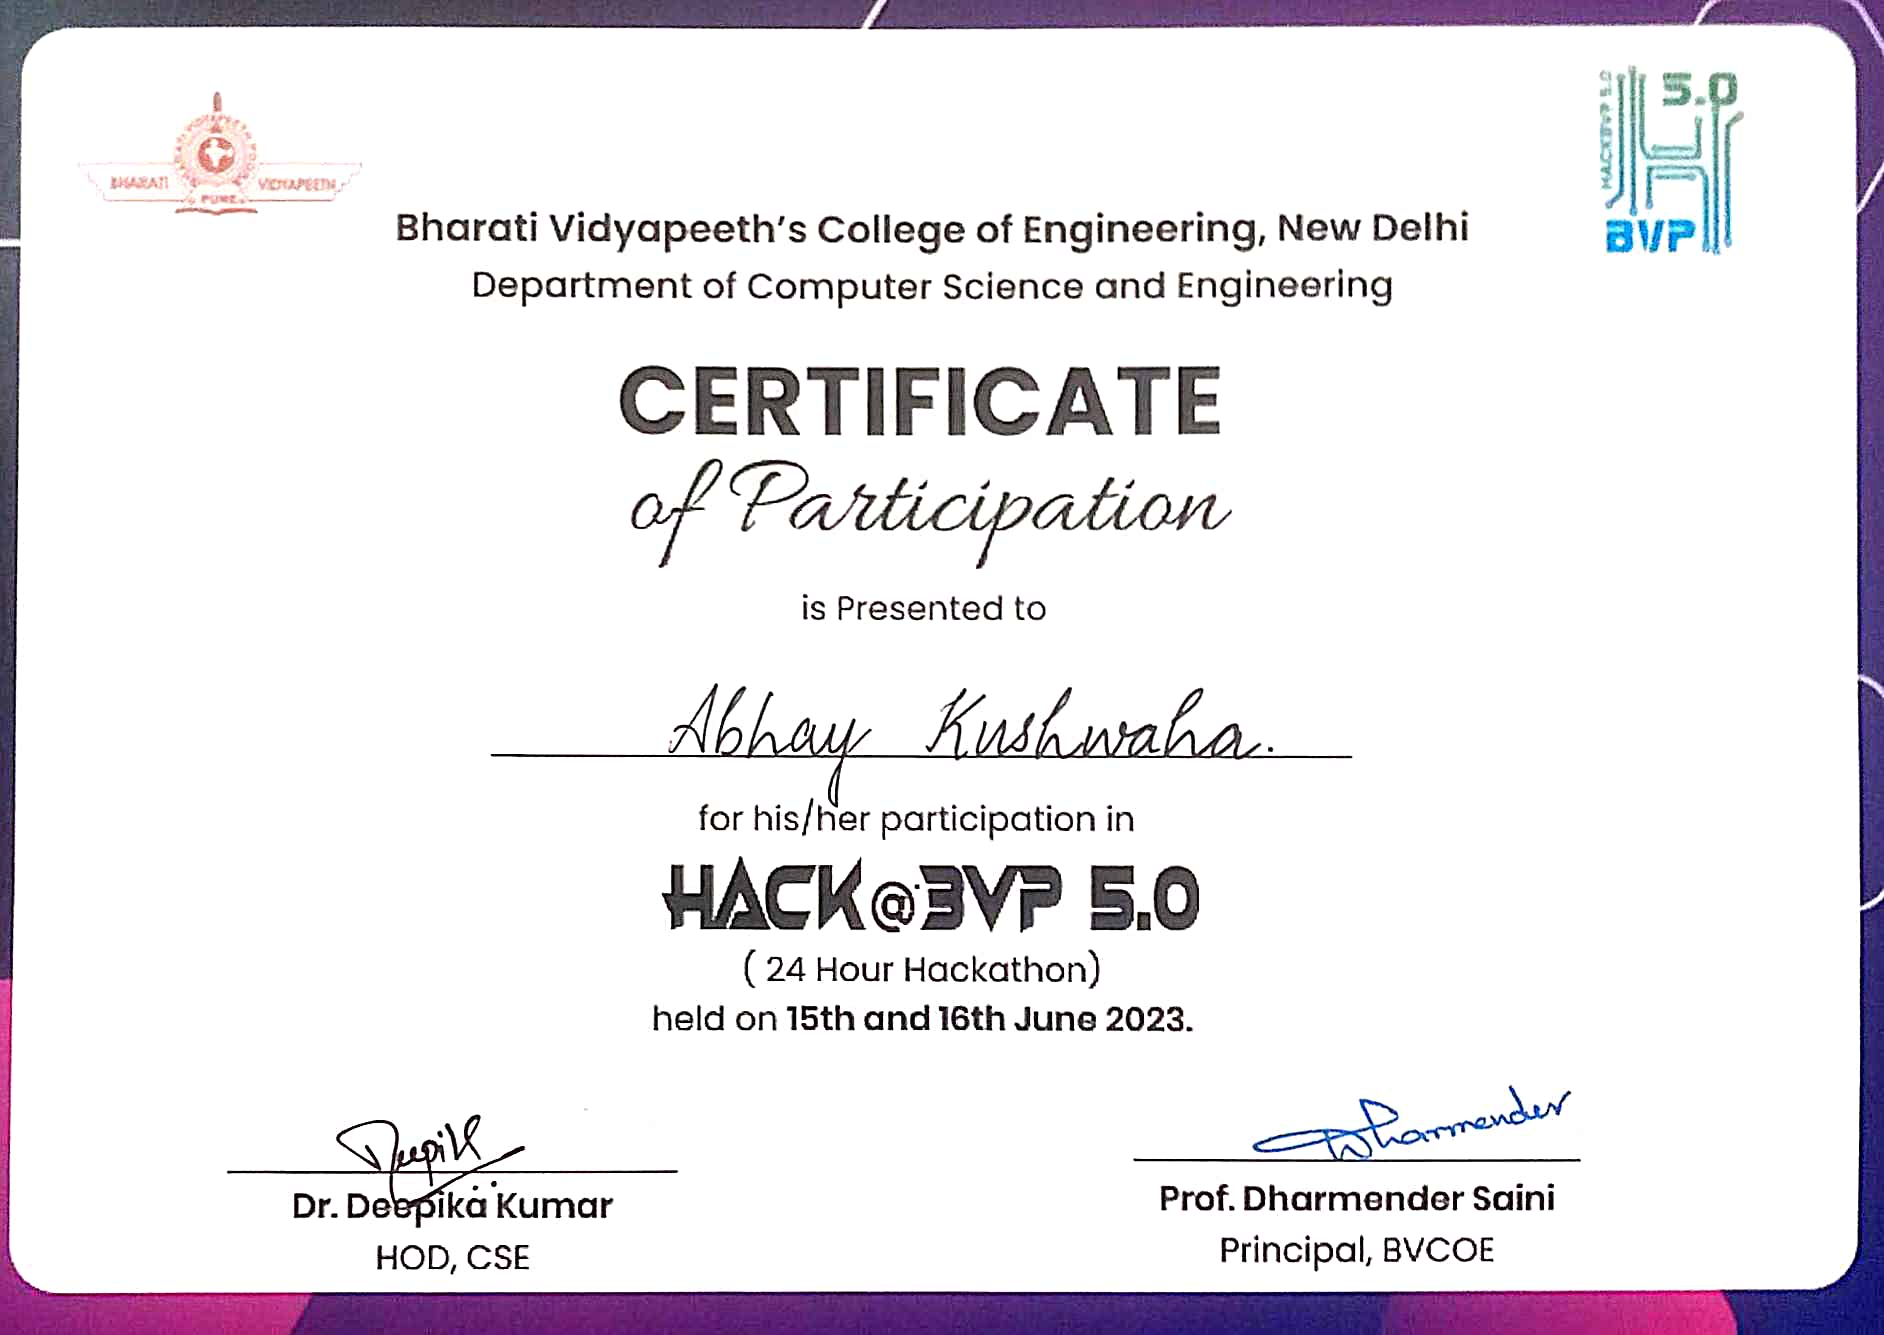 BHARATI VIDYAPEETH
PUNE
HACK@BVP 5.0
5.0
BVP
Bharati Vidyapeeth's College of Engineering, New Delhi
Department of Computer Science and Engineering
CERTIFICATE
of Participation
is Presented to
Abhay Kushwaha.
for his/her participation in
HACK@BVP 5.0
( 24 Hour Hackathon)
held on 15th and 16th June 2023.
Deepik
Dharmender
Dr. Deepika Kumar
Prof. Dharmender Saini
HOD, CSE
Principal, BVCOE